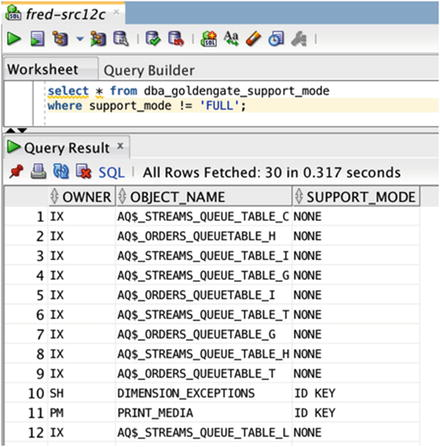 fred-src12c
Worksheet Query Builder
select * from dba_goldengate_support_mode
where support_mode != 'FULL';
Query Result x
SQL | All Rows Fetched: 30 in 0.317 seconds
OWNER OBJECT_NAME SUPPORT_MODE
1 IX AQ$_STREAMS_QUEUE_TABLE_C NONE
2 IX AQ$_ORDERS_QUEUETABLE_H NONE
3 IX AQ$_STREAMS_QUEUE_TABLE_I NONE
4 IX AQ$_STREAMS_QUEUE_TABLE_G NONE
5 IX AQ$_ORDERS_QUEUETABLE_I NONE
6 IX AQ$_STREAMS_QUEUE_TABLE_T NONE
7 IX AQ$_ORDERS_QUEUETABLE_G NONE
8 IX AQ$_STREAMS_QUEUE_TABLE_H NONE
9 IX AQ$_ORDERS_QUEUETABLE_T NONE
10 SH DIMENSION_EXCEPTIONS ID KEY
11 PM PRINT_MEDIA ID KEY
12 IX AQ$_STREAMS_QUEUE_TABLE_L NONE